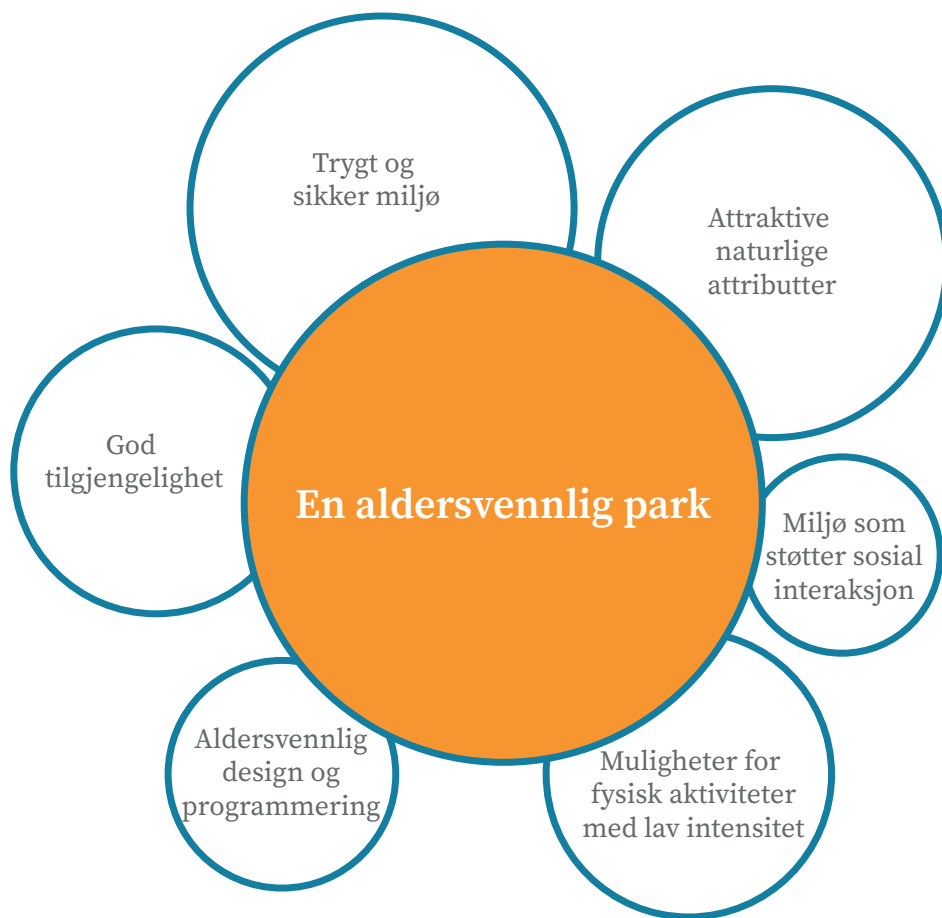 Trygt og
sikker miljø
Attraktive
naturlige
attributter
God
tilgjengelighet
En aldersvennlig park
Miljø som
støtter sosial
interaksjon
Aldersvennlig
design og
programmering
Muligheter for
fysisk aktiviteter
med lav intensitet